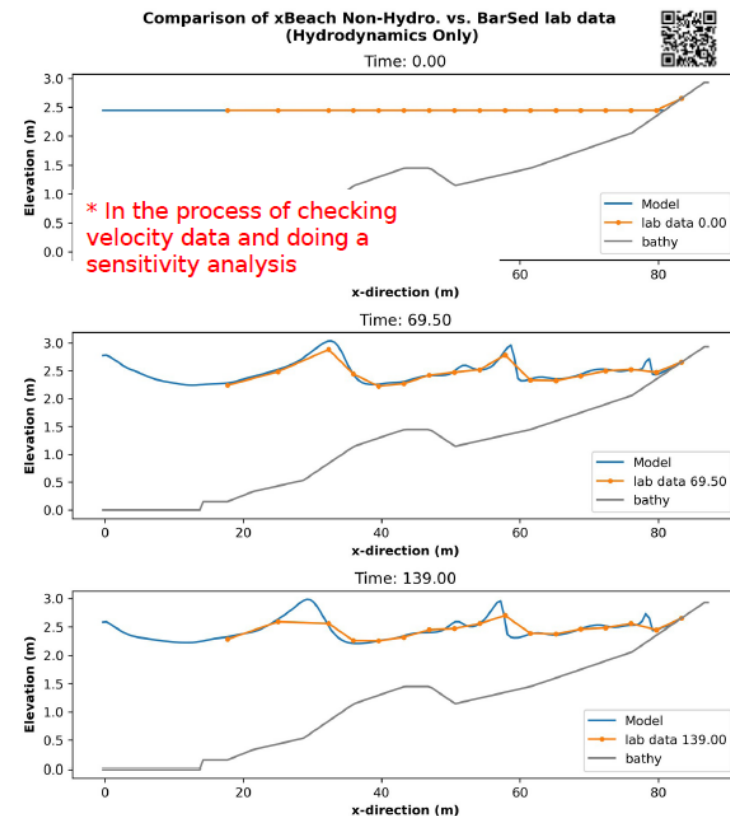 Comparison of xBeach Non-Hydro. vs. BarSed lab data
(Hydrodynamics Only)
Time: 0.00
3.0
2.5
2.0
1.5
1.0
0.5
0.0
Elevation (m)
* In the process of checking
velocity data and doing a
sensitivity analysis
Model
lab data 0.00
bathy
60
80
x-direction (m)
Time: 69.50
3.0
2.5
2.0
1.5
1.0
0.5
0.0
Elevation (m)
Model
lab data 69.50
bathy
0
20
40
60
80
x-direction (m)
Time: 139.00
3.0
2.5
2.0
1.5
1.0
0.5
0.0
Elevation (m)
Model
lab data 139.00
bathy
0
20
40
60
80
x-direction (m)